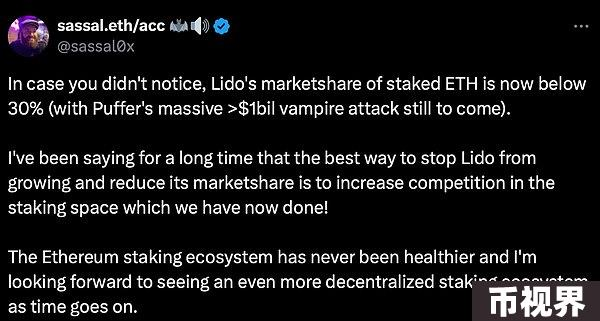 sassal.eth/acc 🦇🔊
@sassal0x
In case you didn't notice, Lido's marketshare of staked ETH is now below
30% (with Puffer's massive >$1bil vampire attack still to come).
I've been saying for a long time that the best way to stop Lido from
growing and reduce its marketshare is to increase competition in the
staking space which we have now done!
The Ethereum staking ecosystem has never been healthier and I'm
looking forward to seeing an even more decentralized staking ecosystem
as time goes on.
币视界